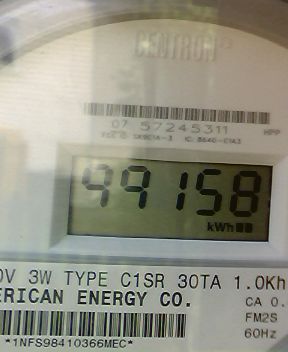 CENTRON
07 57245311 HPP
99158
kWh
0V 3W TYPE C1SR 30TA 1.0Kh
ERICAN ENERGY CO.
CA 0.
FM2S
60Hz
*1NFS98410366MEC*